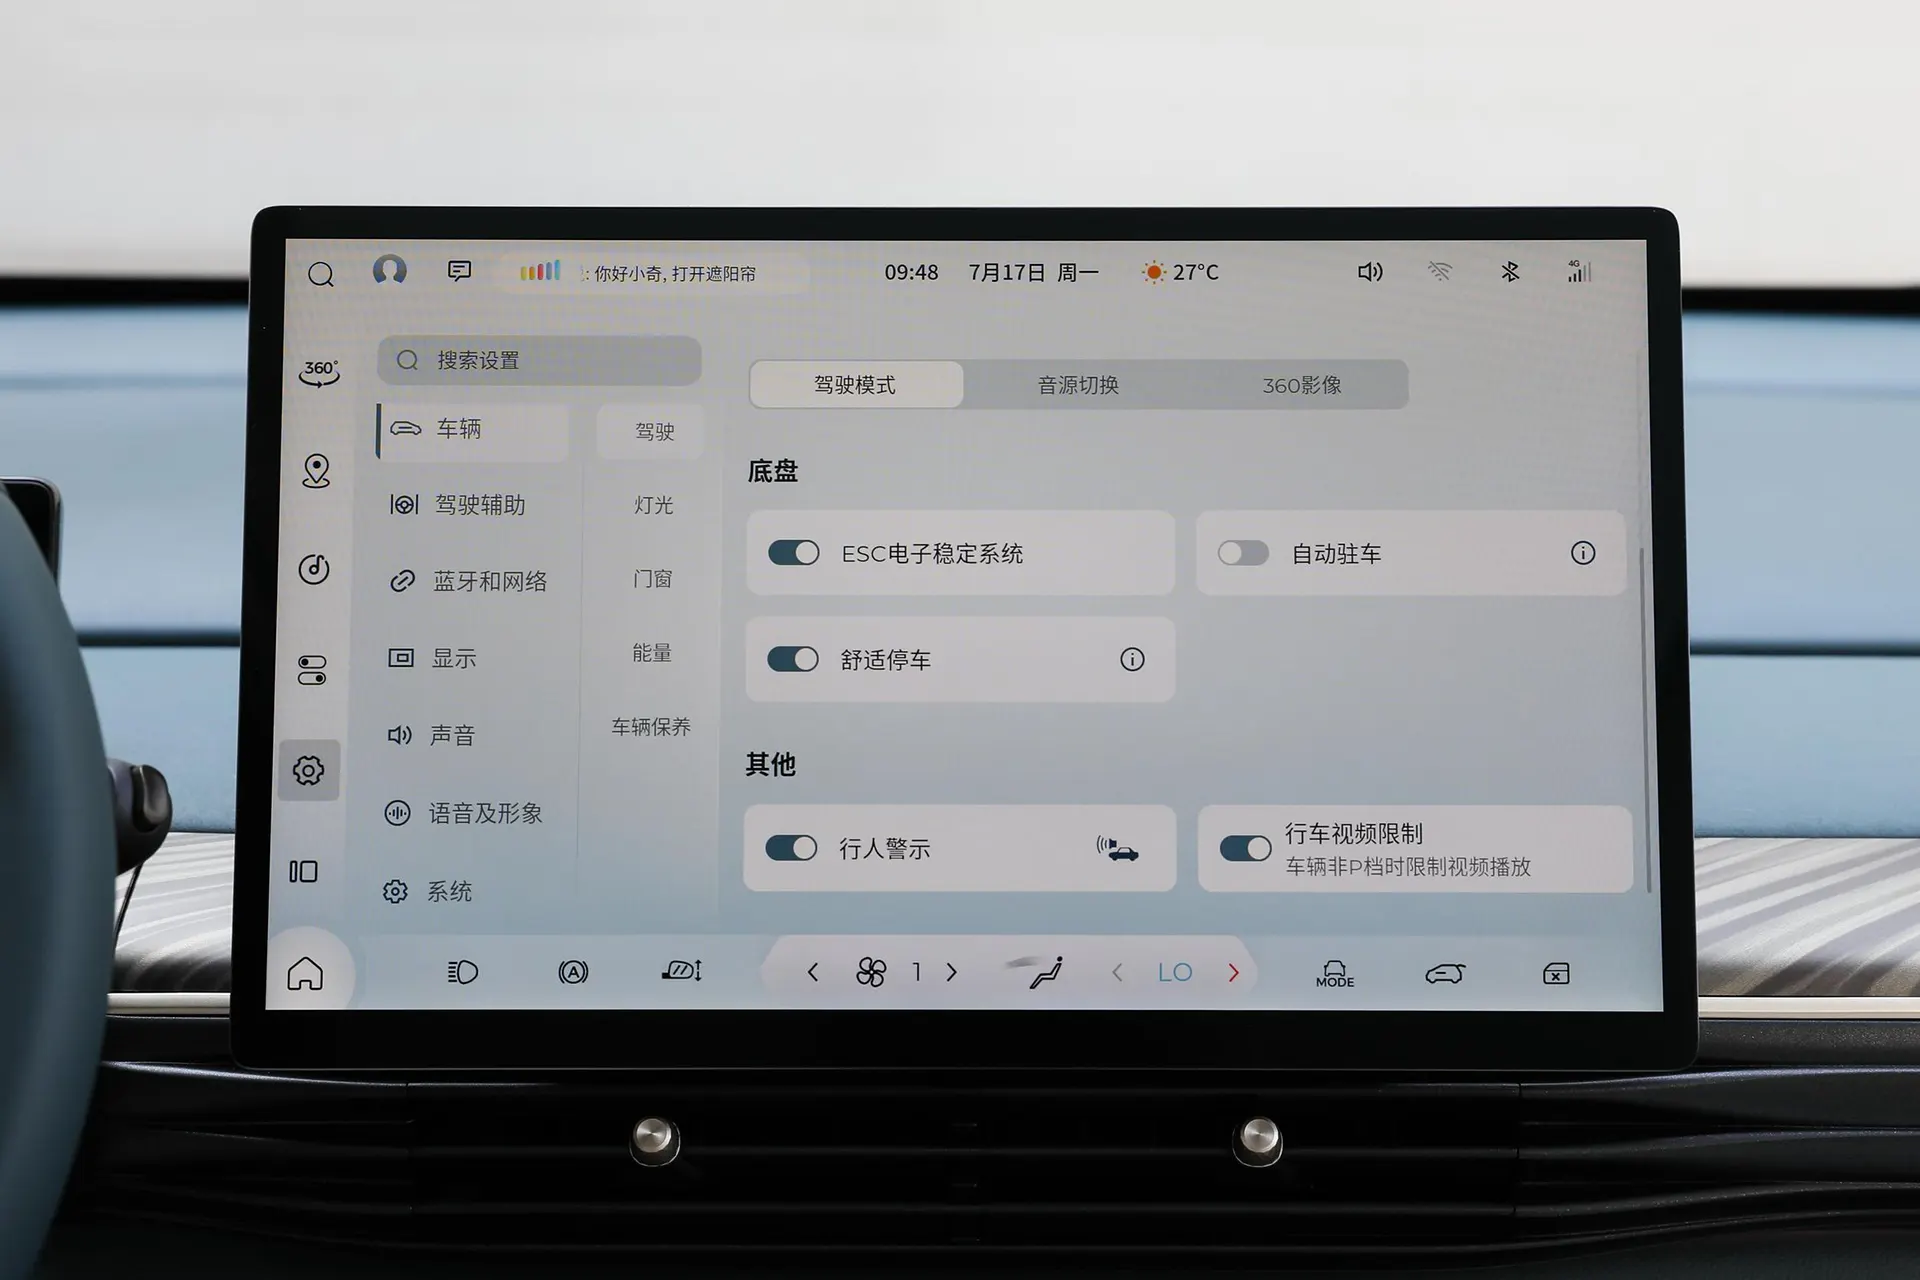 : 你好小奇, 打开遮阳帘
09:48 7月17日 周一 27°C
4G
360°
搜索设置
车辆
驾驶辅助
蓝牙和网络
显示
声音
语音及形象
系统
驾驶
灯光
门窗
能量
车辆保养
驾驶模式 音源切换 360影像
底盘
ESC电子稳定系统
自动驻车
舒适停车
其他
行人警示
行车视频限制
车辆非P档时限制视频播放
A
1
LO
MODE